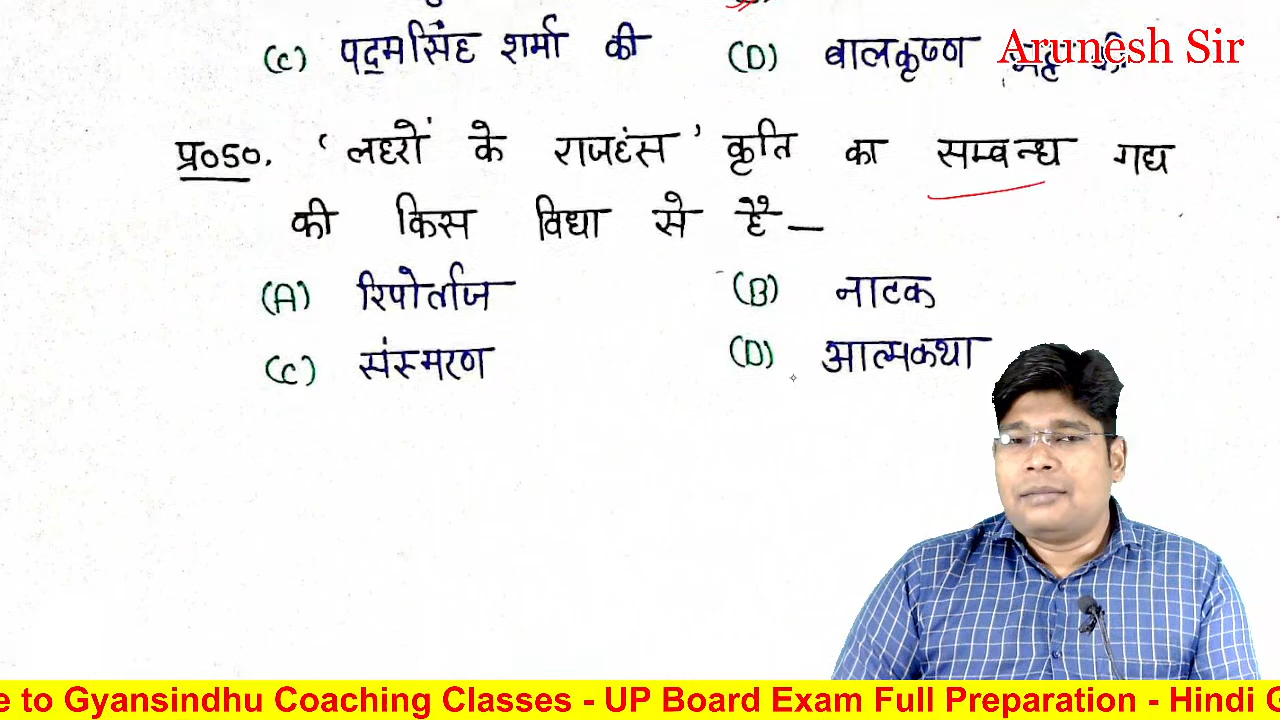 (C) पद्मसिंह शर्मा की (D) बालकृष्ण
Arunesh Sir
प्र०50. 'लहरों के राजहंस' कृति का सम्बन्ध गद्य
की किस विधा से है —
(A) रिपोर्ताज (B) नाटक
(C) संस्मरण (D) आत्मकथा
e to Gyansindhu Coaching Classes - UP Board Exam Full Preparation - Hindi